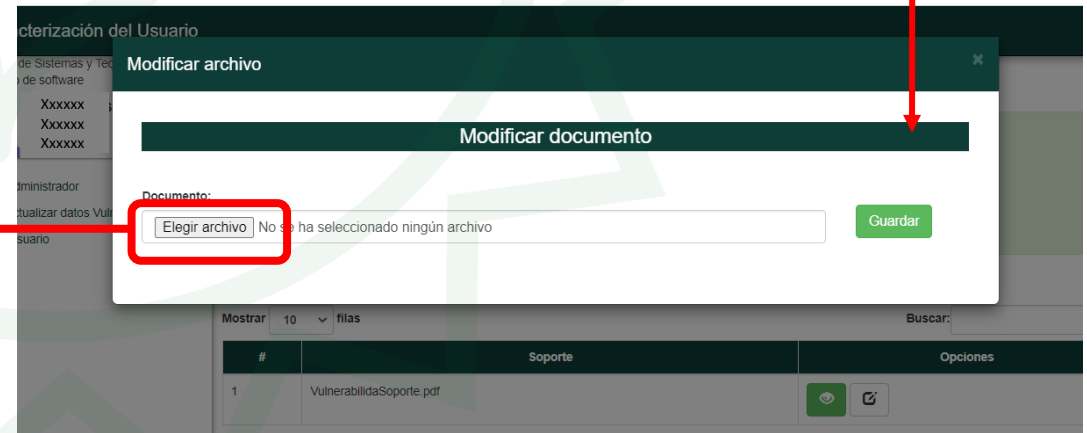 cterización del Usuario
de Sistemas y Tec
o de software
Xxxxxx s
Xxxxxx
Xxxxxx
dministrador
ctualizar datos Vuln
suario
Modificar archivo
×
Modificar documento
Documento:
Elegir archivo No se ha seleccionado ningún archivo
Guardar
Mostrar 10 filas
Buscar:
# Soporte Opciones
1 VulnerabilidaSoporte.pdf